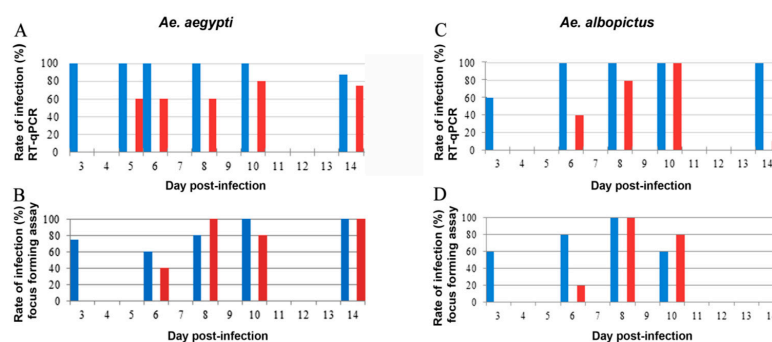 Ae. aegypti
Ae. albopictus
A
Rate of infection (%)
RT-qPCR
100
80
60
40
20
0
3 4 5 6 7 8 9 10 11 12 13 14
Day post-infection
C
Rate of infection (%)
RT-qPCR
100
80
60
40
20
0
3 6 7 8 9 10 11 12 13 14
Day post-infection
B
Rate of infection (%)
focus forming assay
100
80
60
40
20
0
3 4 5 6 7 8 9 10 11 12 13 14
Day post-infection
D
Rate of infection (%)
focus forming assay
100
80
60
40
20
0
3 6 7 8 9 10 11 12 13 1
Day post-infection